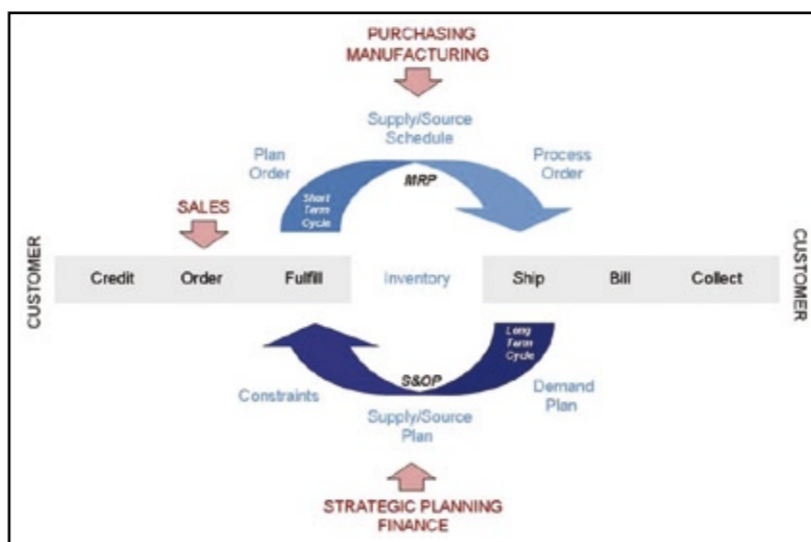 PURCHASING
MANUFACTURING
Supply/Source
Schedule
Plan
Order
Process
Order
MRP
Short
Term
Cycle
SALES
CUSTOMER
Credit
Order
Fulfill
Inventory
Ship
Bill
Collect
CUSTOMER
Long
Term
Cycle
S&OP
Constraints
Demand
Plan
Supply/Source
Plan
STRATEGIC PLANNING
FINANCE